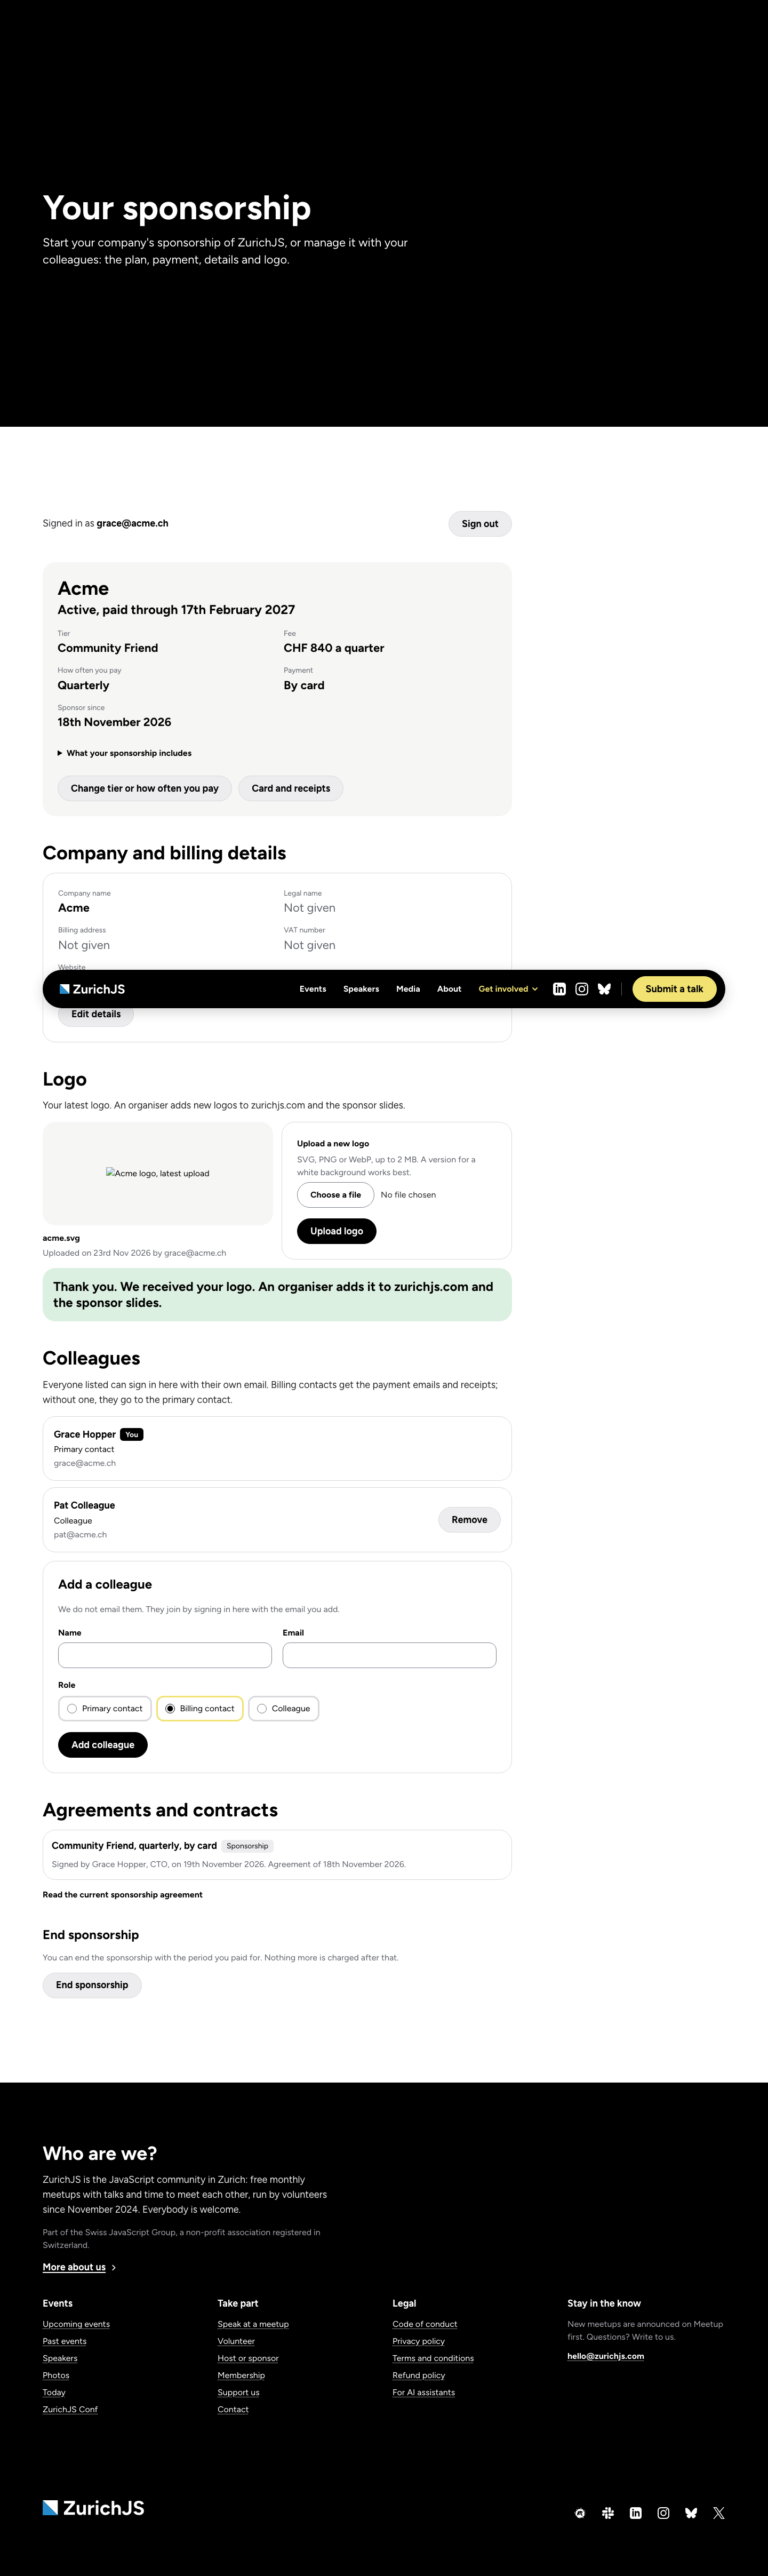 Your sponsorship
Start your company's sponsorship of ZurichJS, or manage it with your
colleagues: the plan, payment, details and logo.
Signed in as grace@acme.ch
Sign out
Acme
Active, paid through 17th February 2027
Tier
Community Friend
Fee
CHF 840 a quarter
How often you pay
Quarterly
Payment
By card
Sponsor since
18th November 2026
What your sponsorship includes
Change tier or how often you pay
Card and receipts
Company and billing details
Company name
Acme
Legal name
Not given
Billing address
Not given
VAT number
Not given
Website
ZurichJS
Events
Speakers
Media
About
Get involved
Submit a talk
Edit details
Logo
Your latest logo. An organiser adds new logos to zurichjs.com and the sponsor slides.
Acme logo, latest upload
acme.svg
Uploaded on 23rd Nov 2026 by grace@acme.ch
Upload a new logo
SVG, PNG or WebP, up to 2 MB. A version for a
white background works best.
Choose a file
No file chosen
Upload logo
Thank you. We received your logo. An organiser adds it to zurichjs.com and
the sponsor slides.
Colleagues
Everyone listed can sign in here with their own email. Billing contacts get the payment emails and receipts;
without one, they go to the primary contact.
Grace Hopper You
Primary contact
grace@acme.ch
Pat Colleague
Colleague
pat@acme.ch
Remove
Add a colleague
We do not email them. They join by signing in here with the email you add.
Name
Email
Role
Primary contact
Billing contact
Colleague
Add colleague
Agreements and contracts
Community Friend, quarterly, by card Sponsorship
Signed by Grace Hopper, CTO, on 19th November 2026. Agreement of 18th November 2026.
Read the current sponsorship agreement
End sponsorship
You can end the sponsorship with the period you paid for. Nothing more is charged after that.
End sponsorship
Who are we?
ZurichJS is the JavaScript community in Zurich: free monthly
meetups with talks and time to meet each other, run by volunteers
since November 2024. Everybody is welcome.
Part of the Swiss JavaScript Group, a non-profit association registered in
Switzerland.
More about us
Events
Upcoming events
Past events
Speakers
Photos
Today
ZurichJS Conf
Take part
Speak at a meetup
Volunteer
Host or sponsor
Membership
Support us
Contact
Legal
Code of conduct
Privacy policy
Terms and conditions
Refund policy
For AI assistants
Stay in the know
New meetups are announced on Meetup
first. Questions? Write to us.
hello@zurichjs.com
ZurichJS